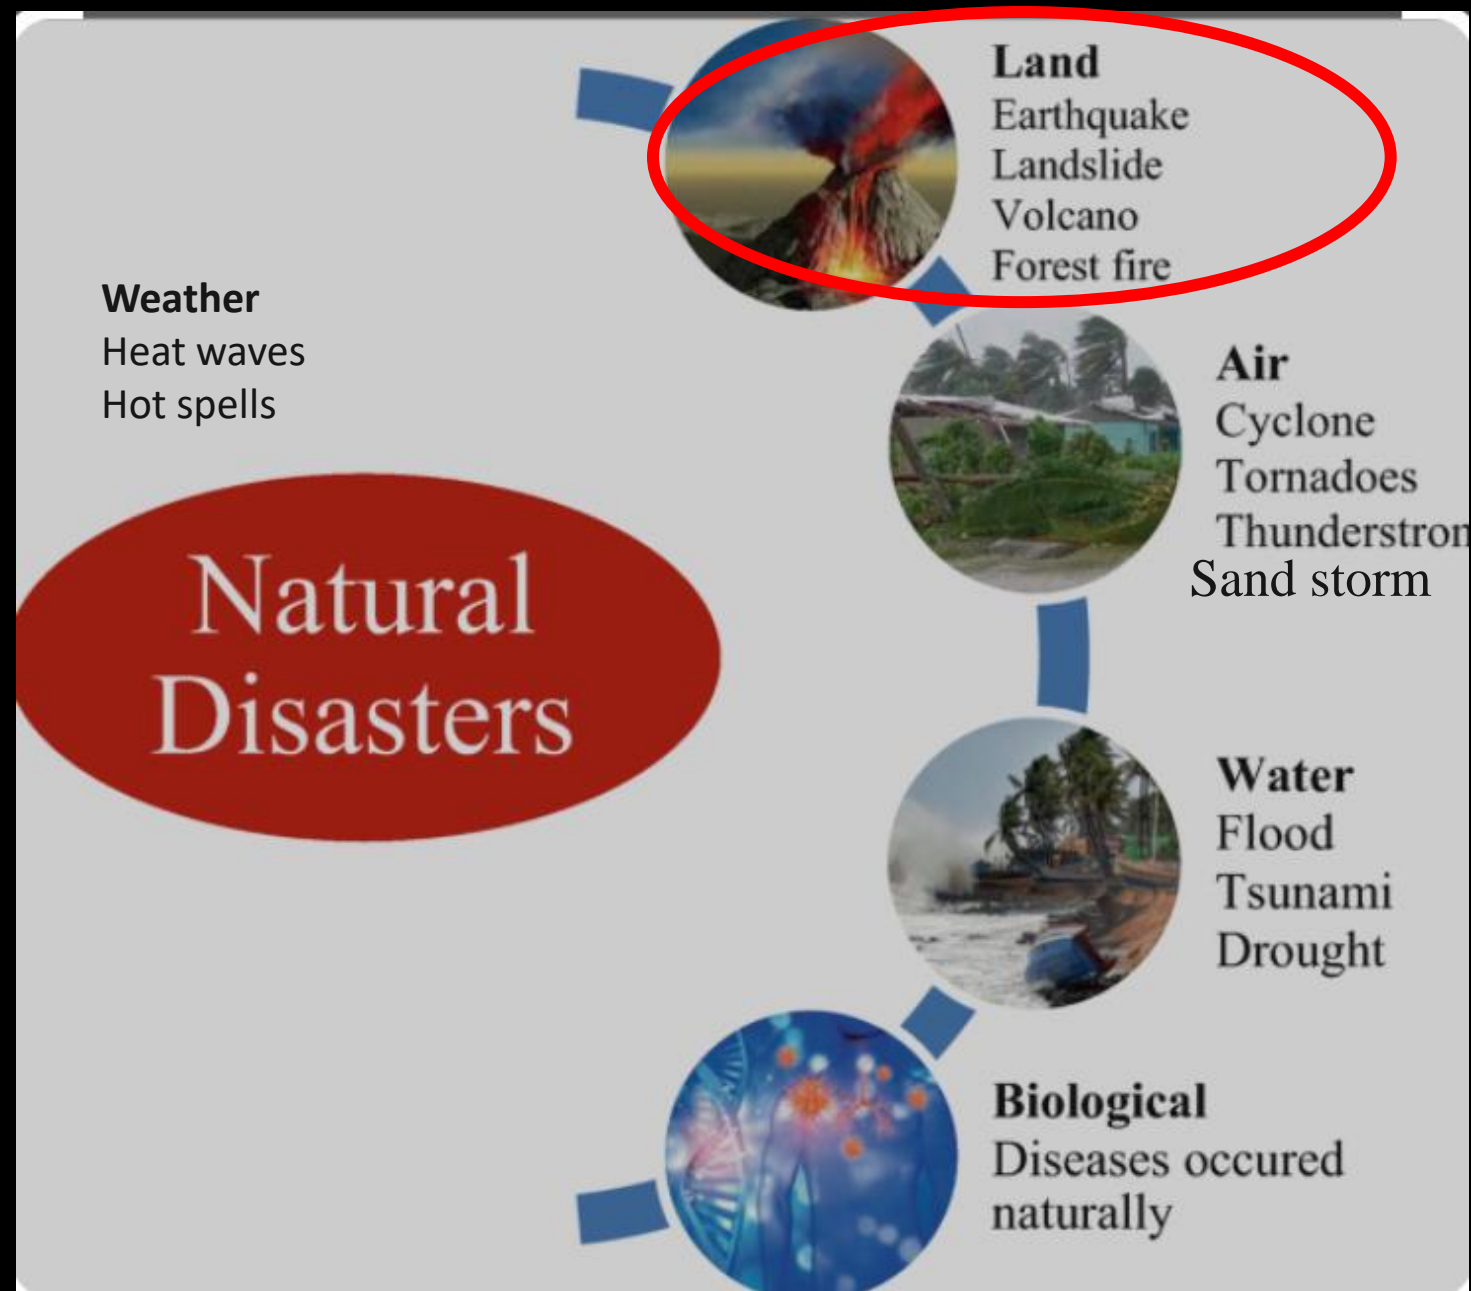 Land
Earthquake
Landslide
Volcano
Forest fire
Weather
Heat waves
Hot spells
Air
Cyclone
Tornadoes
Thunderstron
Sand storm
Natural
Disasters
Water
Flood
Tsunami
Drought
Biological
Diseases occured
naturally